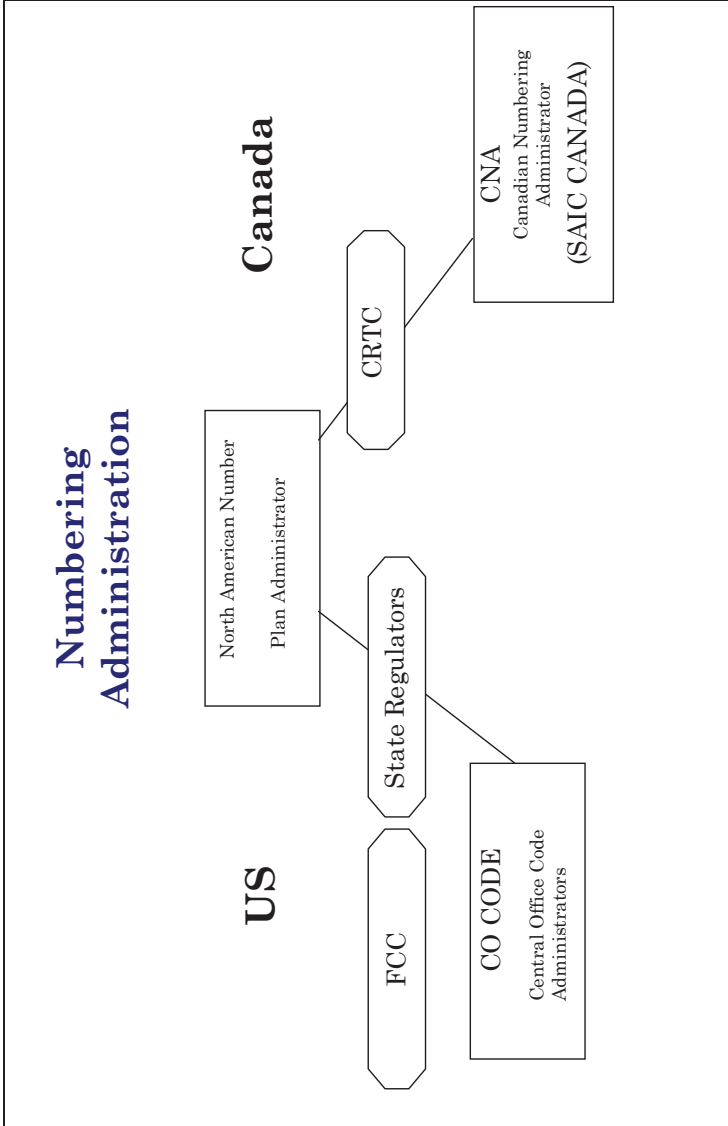 Numbering
Administration
US
Canada
North American Number
Plan Administrator
FCC
State Regulators
CRTC
CO CODE
Central Office Code
Administrators
CNA
Canadian Numbering
Administrator
(SAIC CANADA)